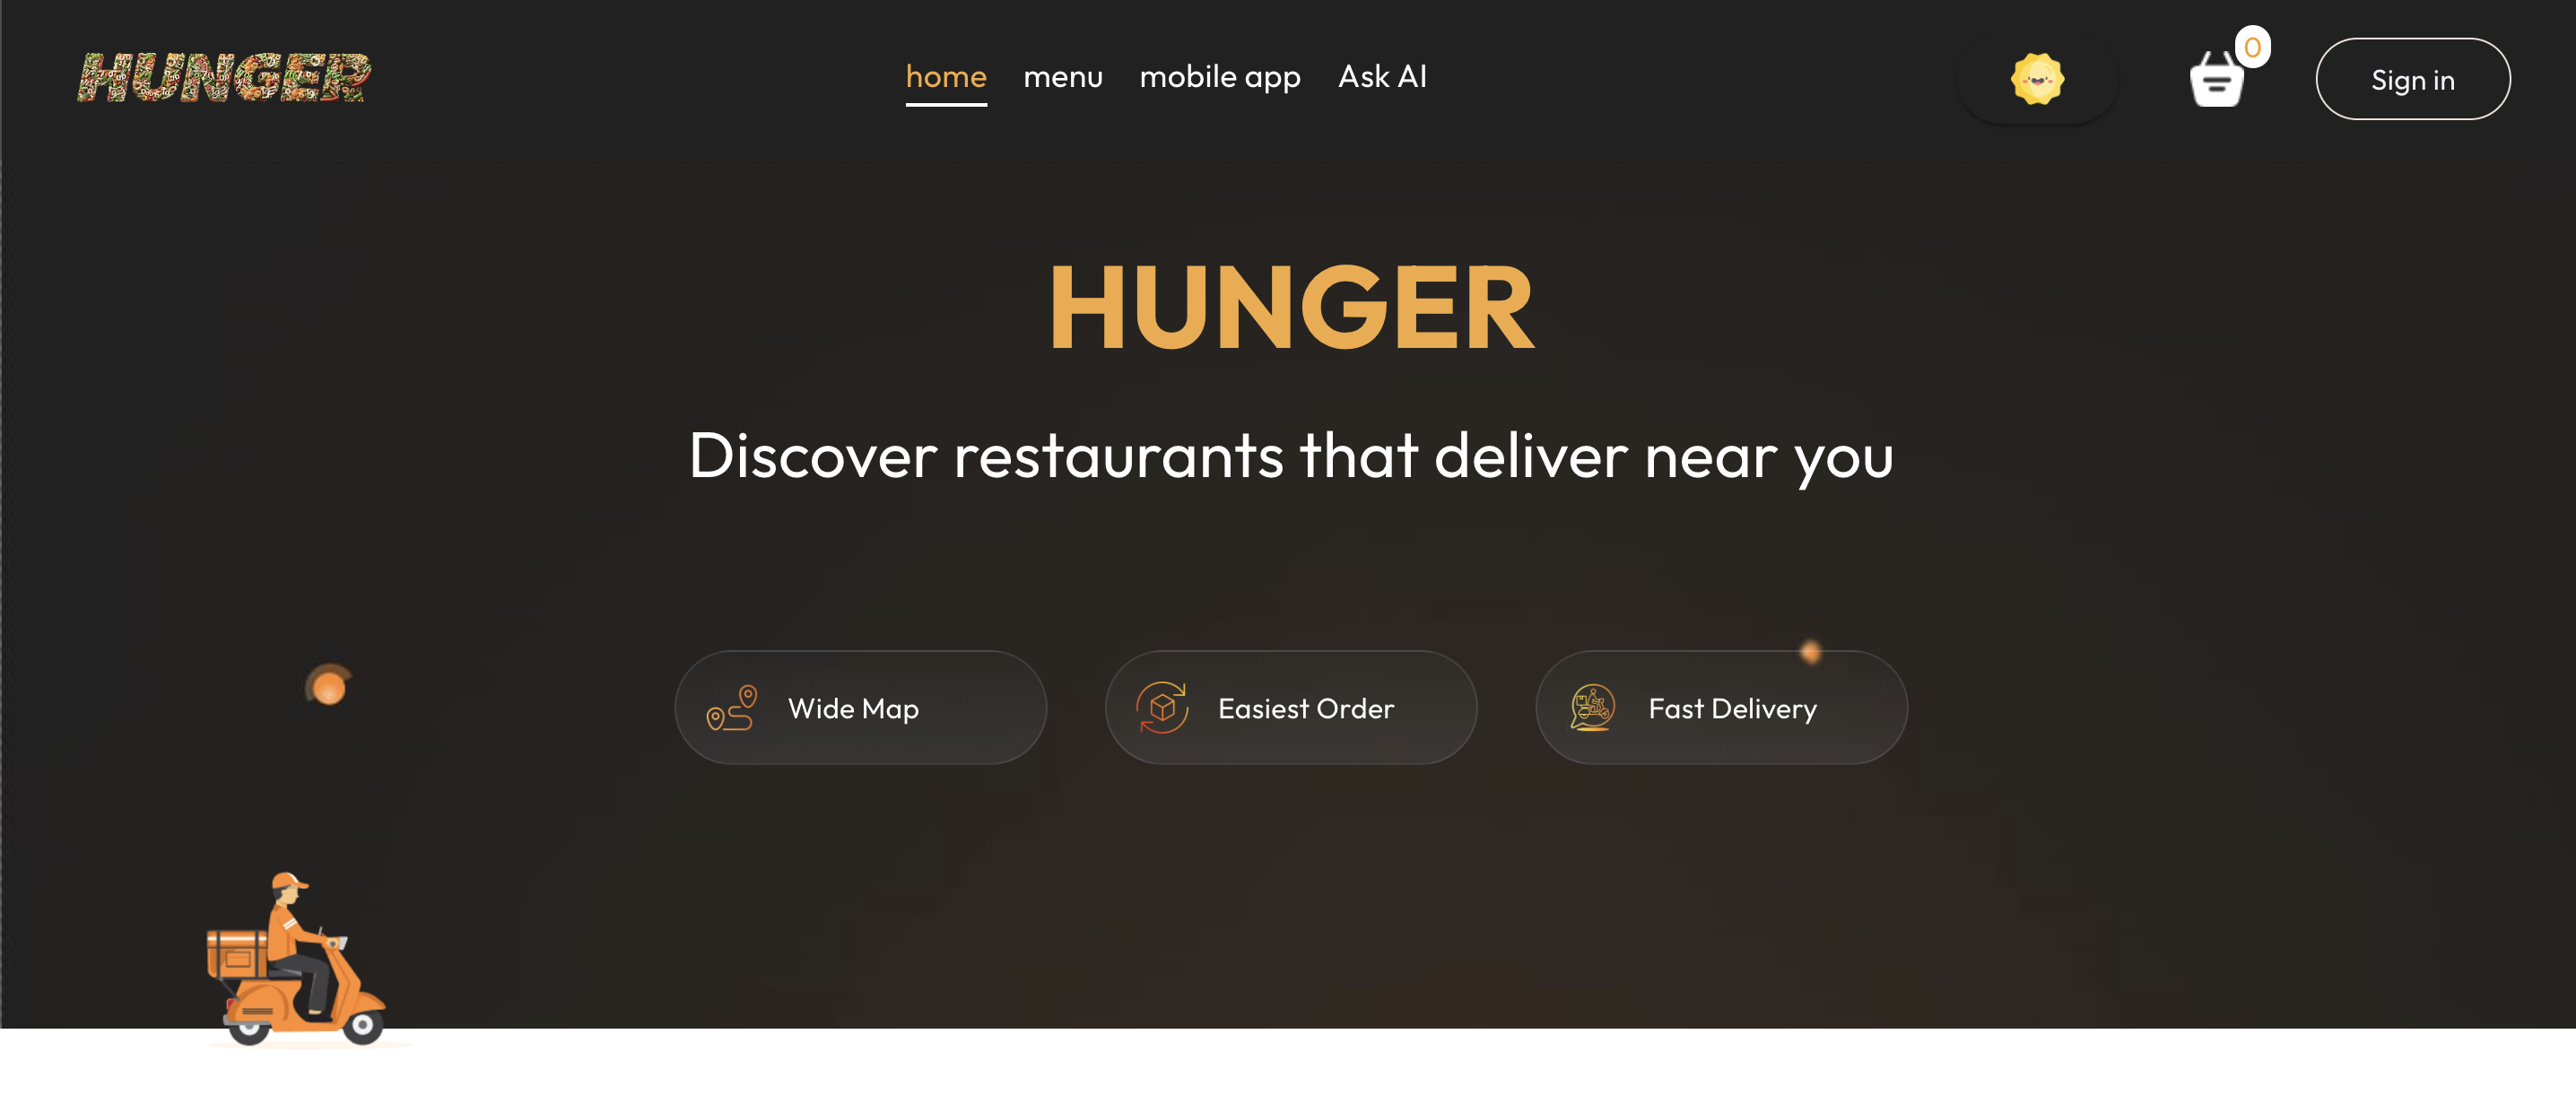 HUNGER
home menu mobile app Ask AI
0
Sign in
HUNGER
Discover restaurants that deliver near you
Wide Map
Easiest Order
Fast Delivery